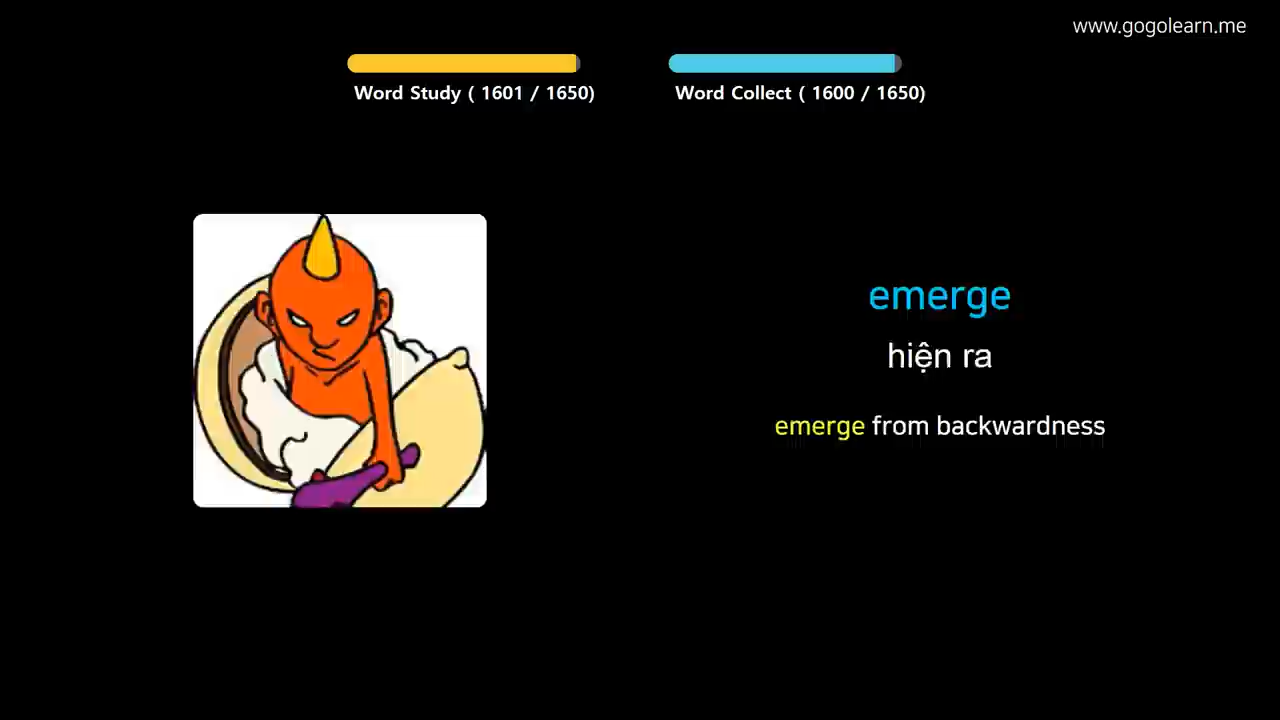 www.gogolearn.me
Word Study ( 1601 / 1650)
Word Collect ( 1600 / 1650)
emerge
hiện ra
emerge from backwardness